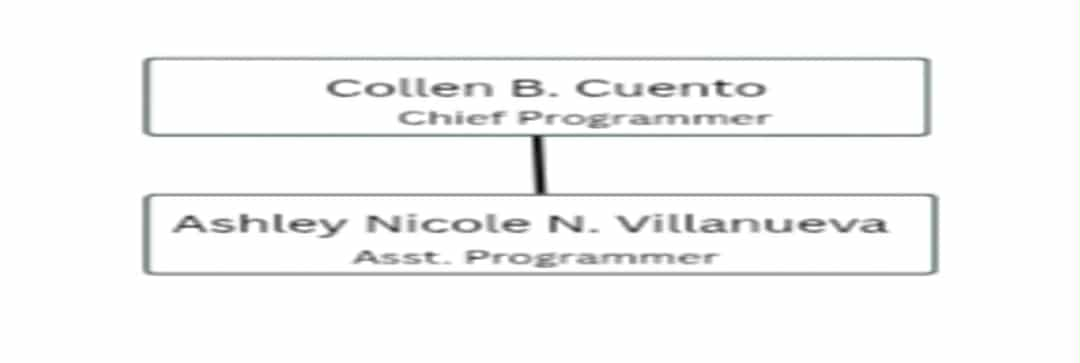 Collen B. Cuento
Chief Programmer
Ashley Nicole N. Villanueva
Asst. Programmer